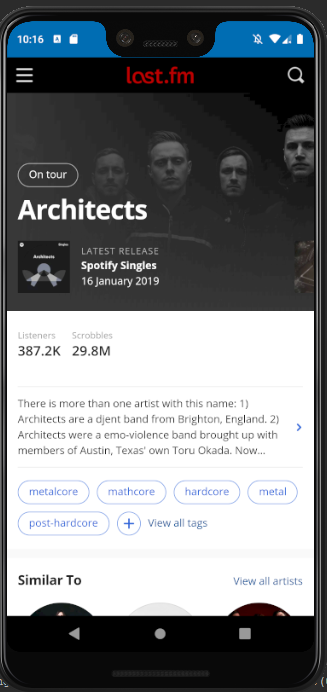 10:16
last.fm
On tour
Architects
LATEST RELEASE
Spotify Singles
16 January 2019
Listeners Scrobbles
387.2K 29.8M
There is more than one artist with this name: 1)
Architects are a djent band from Brighton, England. 2)
Architects were a emo-violence band brought up with
members of Austin, Texas' own Toru Okada. Now...
metalcore mathcore hardcore metal
post-hardcore + View all tags
Similar To View all artists